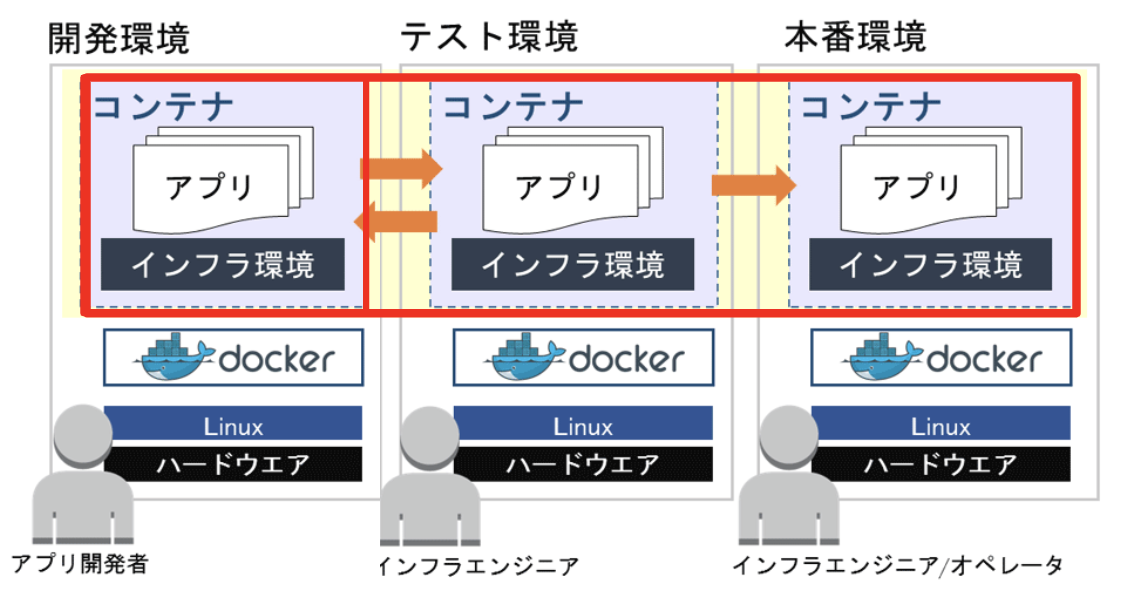 開発環境
テスト環境
本番環境
コンテナ
アプリ
インフラ環境
docker
Linux
ハードウエア
アプリ開発者
コンテナ
アプリ
インフラ環境
docker
Linux
ハードウエア
インフラエンジニア
コンテナ
アプリ
インフラ環境
docker
Linux
ハードウエア
インフラエンジニア/オペレータ